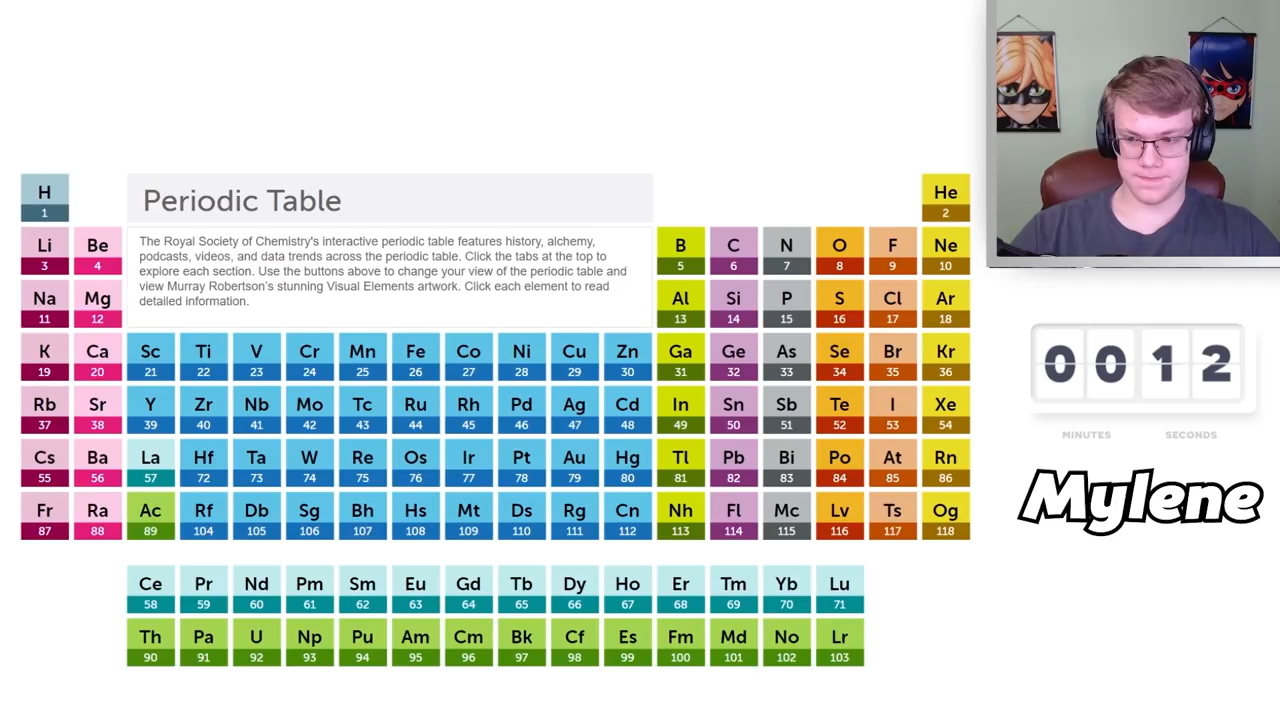 H He
1 2
Periodic Table
Li Be B C N O F Ne
3 4 5 6 7 8 9 10
The Royal Society of Chemistry's interactive periodic table features history, alchemy,
podcasts, videos, and data trends across the periodic table. Click the tabs at the top to
explore each section. Use the buttons above to change your view of the periodic table and
view Murray Robertson's stunning Visual Elements artwork. Click each element to read
detailed information.
Na Mg Al Si P S Cl Ar
11 12 13 14 15 16 17 18
K Ca Sc Ti V Cr Mn Fe Co Ni Cu Zn Ga Ge As Se Br Kr
19 20 21 22 23 24 25 26 27 28 29 30 31 32 33 34 35 36
Rb Sr Y Zr Nb Mo Tc Ru Rh Pd Ag Cd In Sn Sb Te I Xe
37 38 39 40 41 42 43 44 45 46 47 48 49 50 51 52 53 54
Cs Ba La Hf Ta W Re Os Ir Pt Au Hg Tl Pb Bi Po At Rn
55 56 57 72 73 74 75 76 77 78 79 80 81 82 83 84 85 86
Fr Ra Ac Rf Db Sg Bh Hs Mt Ds Rg Cn Nh Fl Mc Lv Ts Og
87 88 89 104 105 106 107 108 109 110 111 112 113 114 115 116 117 118
Ce Pr Nd Pm Sm Eu Gd Tb Dy Ho Er Tm Yb Lu
58 59 60 61 62 63 64 65 66 67 68 69 70 71
Th Pa U Np Pu Am Cm Bk Cf Es Fm Md No Lr
90 91 92 93 94 95 96 97 98 99 100 101 102 103
0 0 1 2
MINUTES SECONDS
Mylene